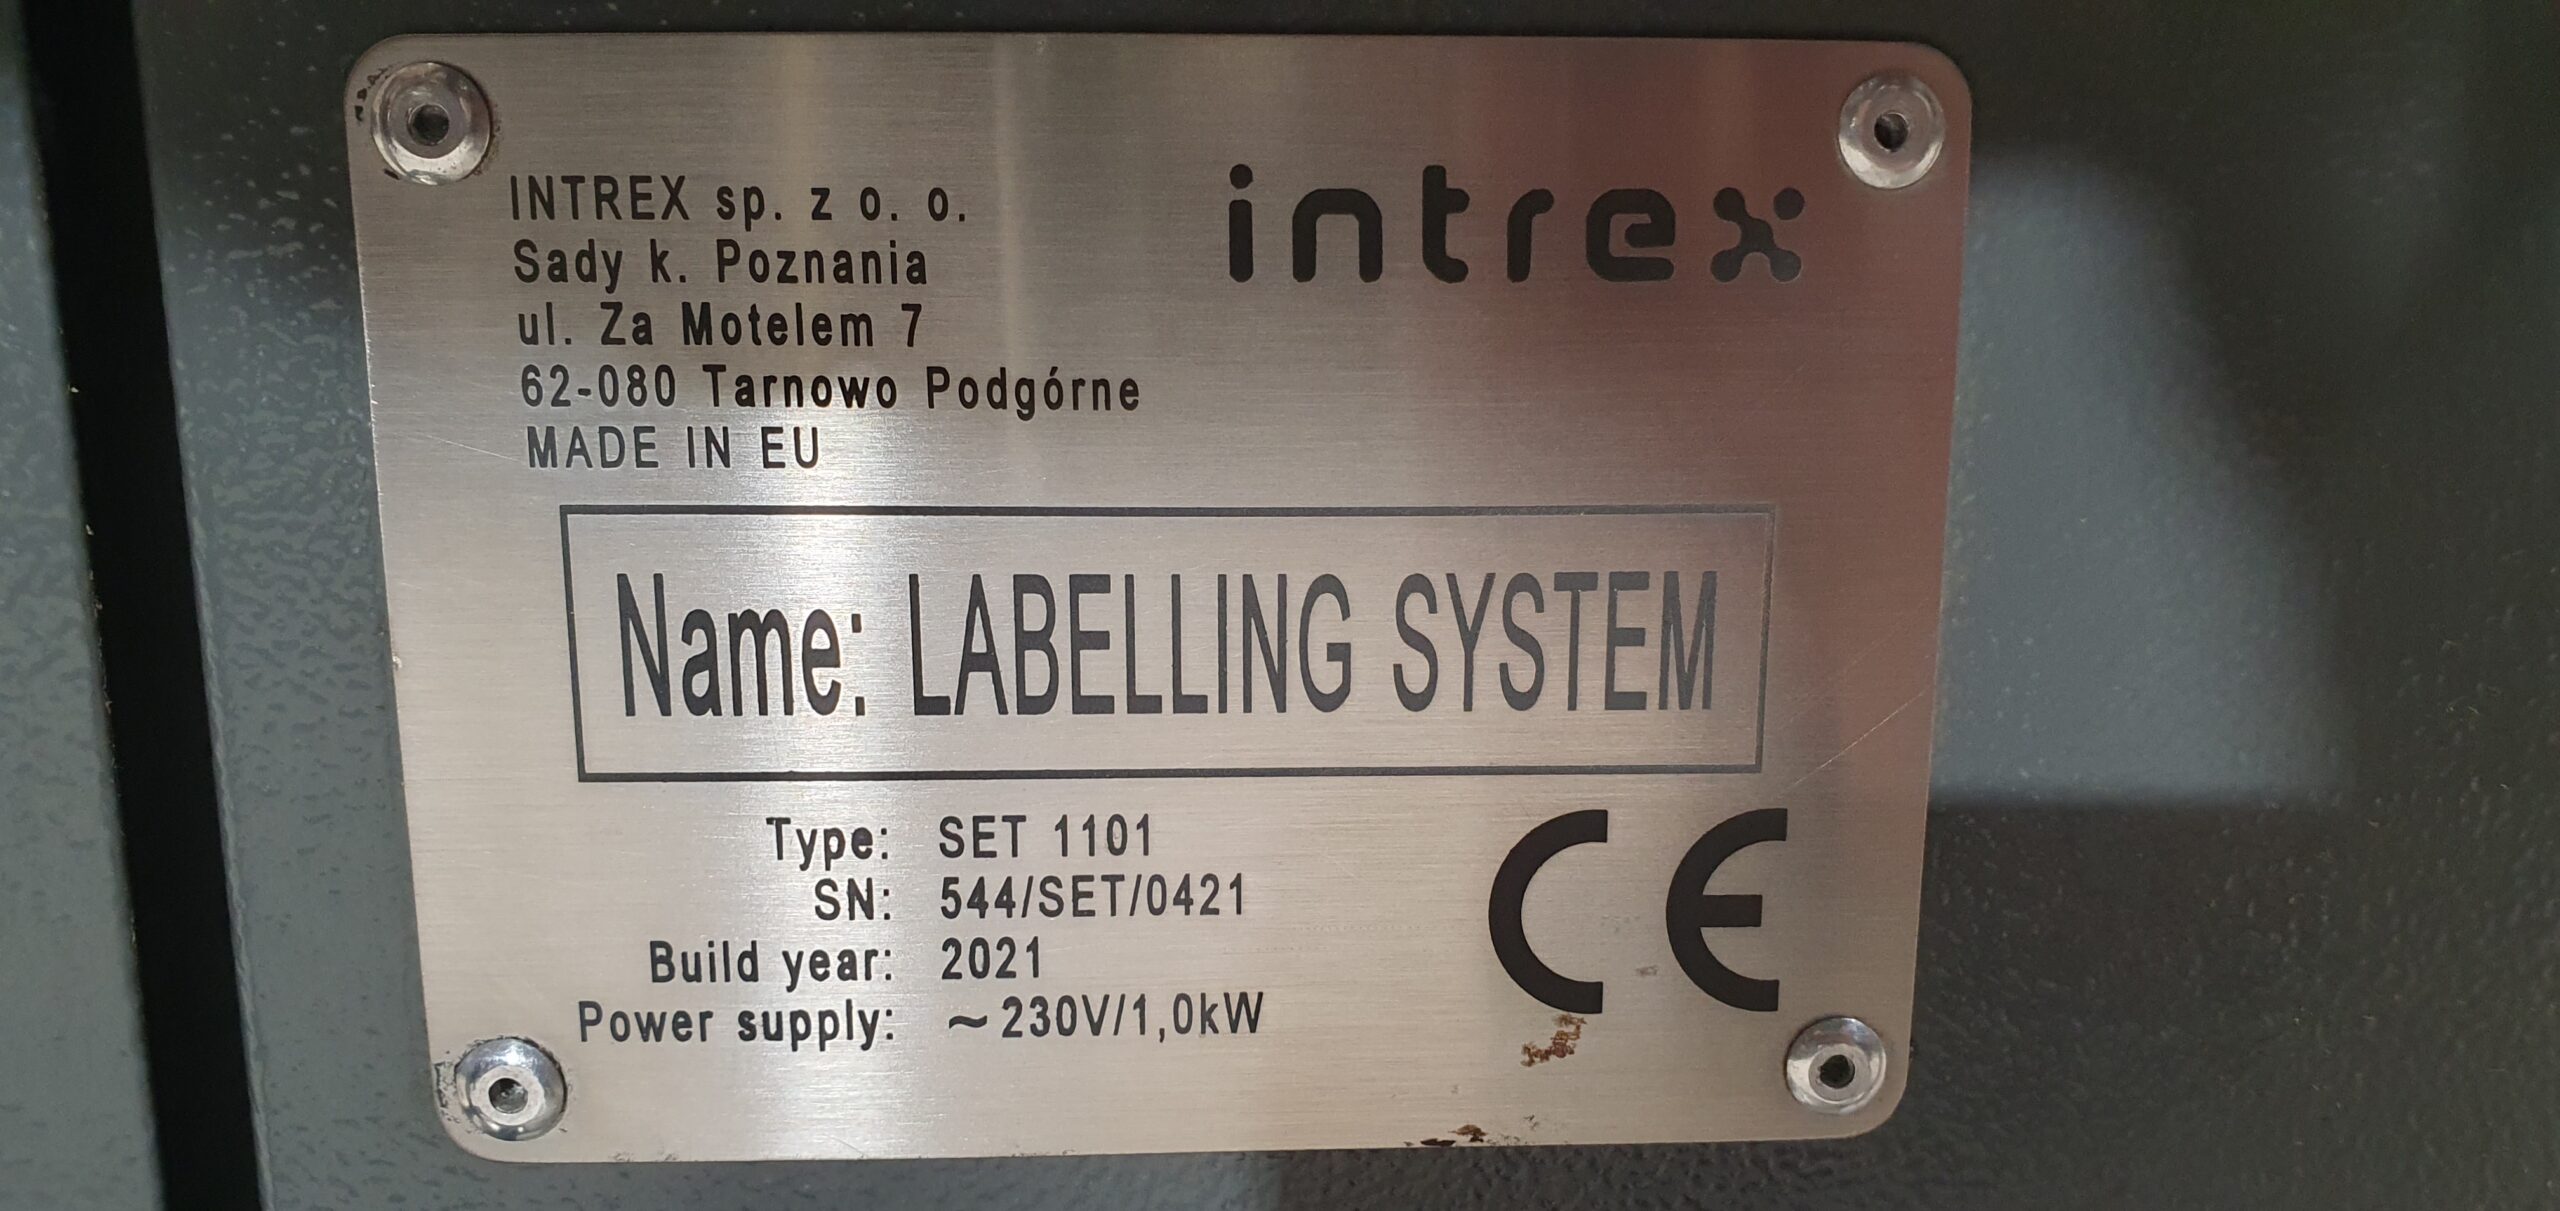 INTREX sp. z o. o.
Sady k. Poznania
ul. Za Motelem 7
62-080 Tarnowo Podgórne
MADE IN EU
intrex
Name: LABELLING SYSTEM
Type: SET 1101
SN: 544/SET/0421
Build year: 2021
Power supply: ~230V/1,0kW
CE